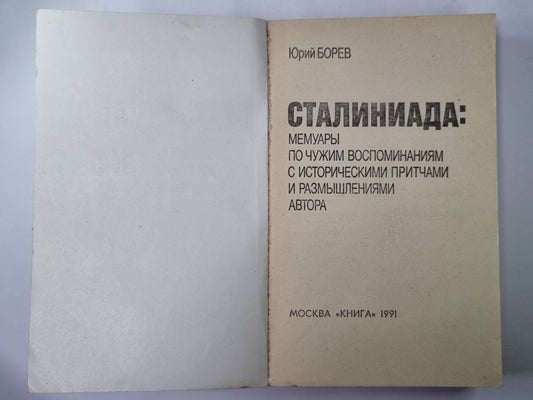 Юрий БОРЕВ
СТАЛИНИАДА:
МЕМУАРЫ
ПО ЧУЖИМ ВОСПОМИНАНИЯМ
С ИСТОРИЧЕСКИМИ ПРИТЧАМИ
И РАЗМЫШЛЕНИЯМИ
АВТОРА
МОСКВА «КНИГА» 1991